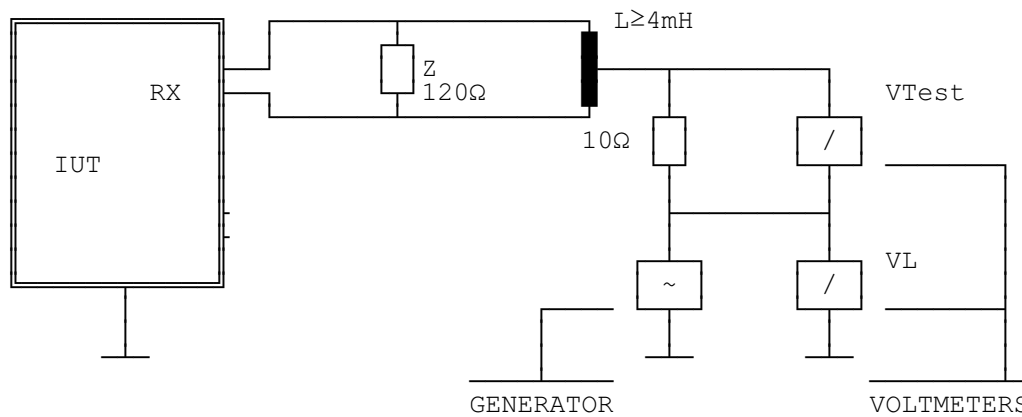 L≥4mH
Z
120Ω
RX
VTest
10Ω
/
IUT
VL
~
/
GENERATOR
VOLTMETERS